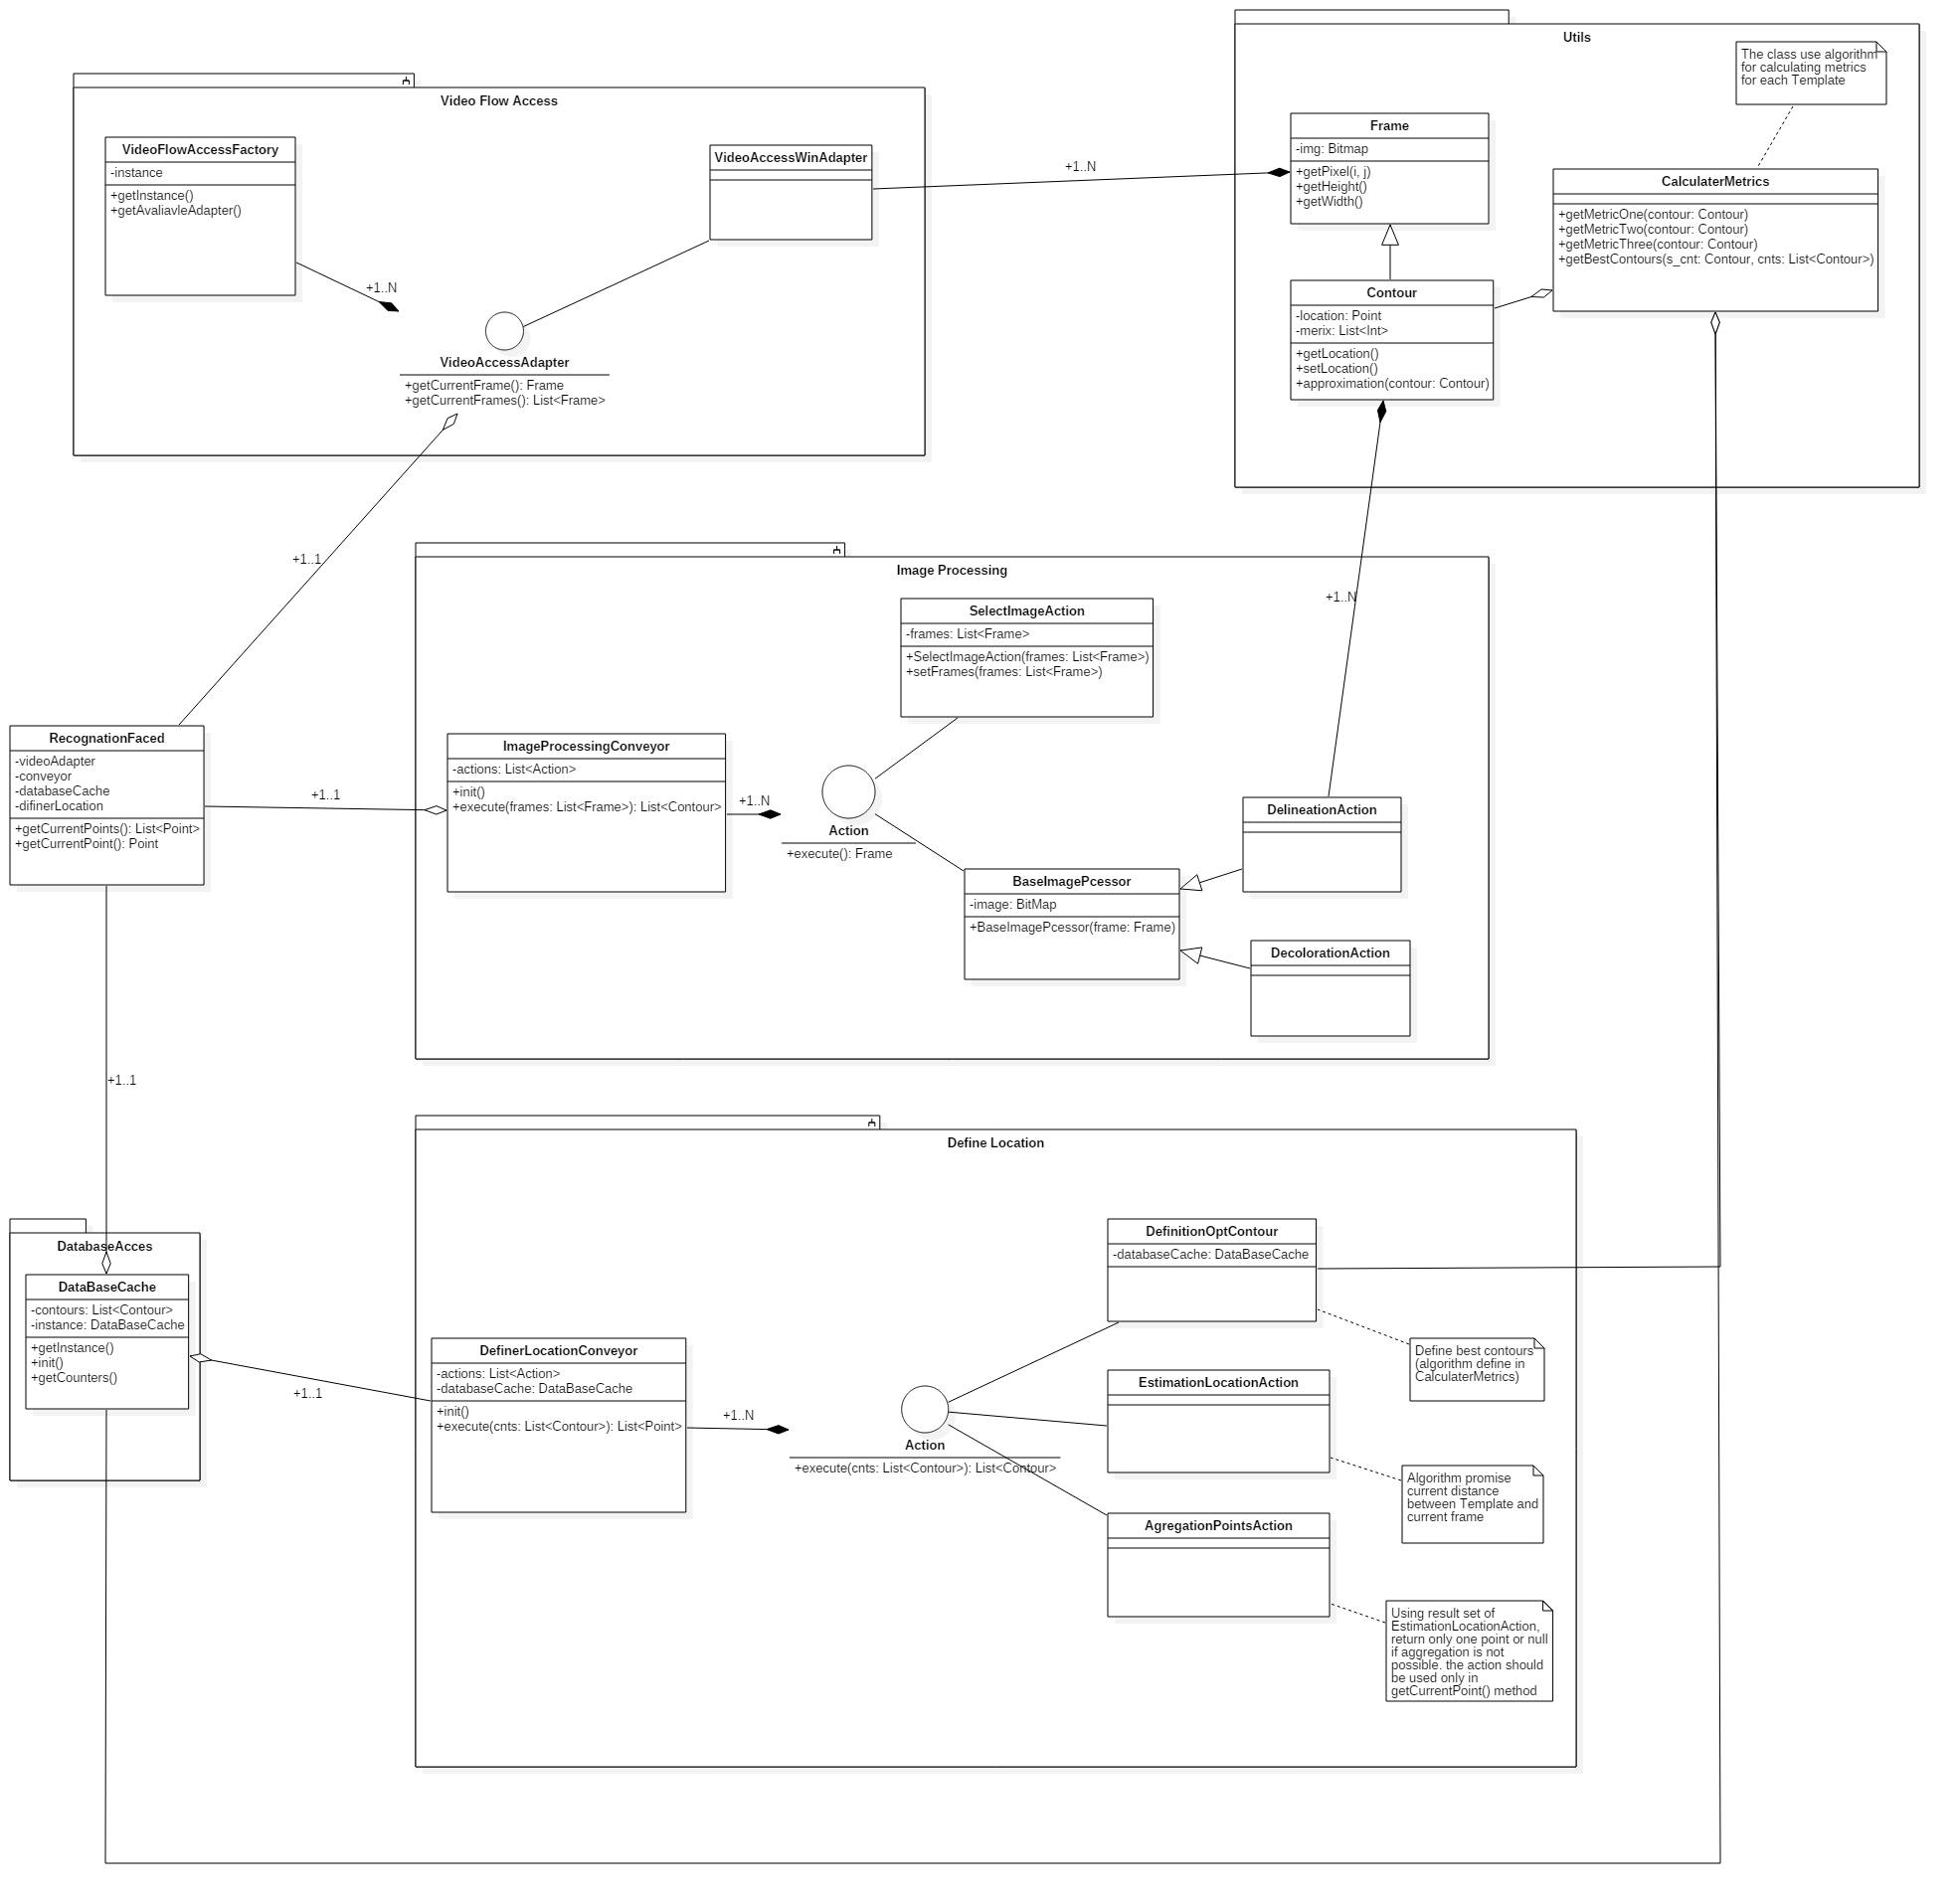 Video Flow Access
VideoFlowAccessFactory
-instance
+getInstance()
+getAvaliavleAdapter()
VideoAccessWinAdapter
+1..N
VideoAccessAdapter
+getCurrentFrame(): Frame
+getCurrentFrames(): List<Frame>
+1..N
Utils
The class use algorithm
for calculating metrics
for each Template
Frame
-img: Bitmap
+getPixel(i, j)
+getHeight()
+getWidth()
CalculaterMetrics
+getMetricOne(contour: Contour)
+getMetricTwo(contour: Contour)
+getMetricThree(contour: Contour)
+getBestContours(s_cnt: Contour, cnts: List<Contour>)
Contour
-location: Point
-merix: List<Int>
+getLocation()
+setLocation()
+approximation(contour: Contour)
+1..1
+1..N
Image Processing
SelectImageAction
-frames: List<Frame>
+SelectImageAction(frames: List<Frame>)
+setFrames(frames: List<Frame>)
RecognationFaced
-videoAdapter
-conveyor
-databaseCache
-difinerLocation
+getCurrentPoints(): List<Point>
+getCurrentPoint(): Point
+1..1
ImageProcessingConveyor
-actions: List<Action>
+init()
+execute(frames: List<Frame>): List<Contour>
+1..N
Action
+execute(): Frame
DelineationAction
BaseImagePcessor
-image: BitMap
+BaseImagePcessor(frame: Frame)
DecolorationAction
+1..1
Define Location
DatabaseAcces
DataBaseCache
-contours: List<Contour>
-instance: DataBaseCache
+getInstance()
+init()
+getCounters()
+1..1
DefinerLocationConveyor
-actions: List<Action>
-databaseCache: DataBaseCache
+init()
+execute(cnts: List<Contour>): List<Point>
+1..N
Action
+execute(cnts: List<Contour>): List<Contour>
DefinitionOptContour
-databaseCache: DataBaseCache
Define best contours
(algorithm define in
CalculaterMetrics)
EstimationLocationAction
Algorithm promise
current distance
between Template and
current frame
AgregationPointsAction
Using result set of
EstimationLocationAction,
return only one point or null
if aggregation is not
possible. the action should
be used only in
getCurrentPoint() method